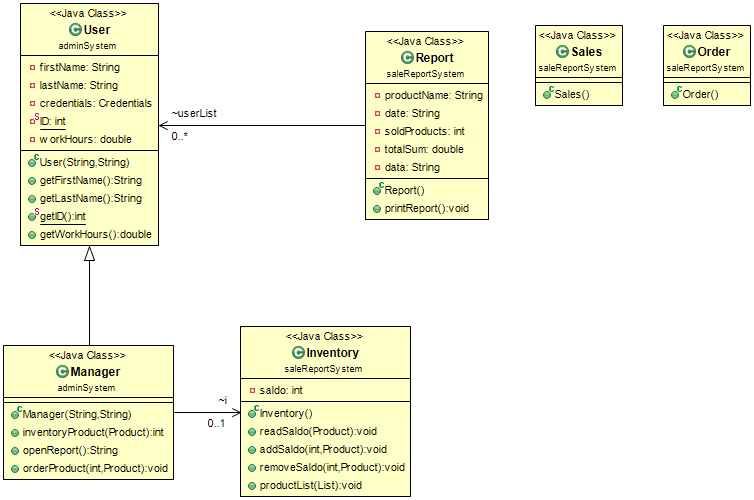 <<Java Class>>
User
adminSystem
firstName: String
lastName: String
credentials: Credentials
ID: int
workHours: double
User(String,String)
getFirstName():String
getLastName():String
getID():int
getWorkHours():double
~userList
0..*
<<Java Class>>
Report
saleReportSystem
productName: String
date: String
soldProducts: int
totalSum: double
data: String
Report()
printReport():void
<<Java Class>>
Sales
saleReportSystem
Sales()
<<Java Class>>
Order
saleReportSystem
Order()
<<Java Class>>
Manager
adminSystem
Manager(String,String)
inventoryProduct(Product):int
openReport():String
orderProduct(int,Product):void
~i
0..1
<<Java Class>>
Inventory
saleReportSystem
saldo: int
Inventory()
readSaldo(Product):void
addSaldo(int,Product):void
removeSaldo(int,Product):void
productList(List):void